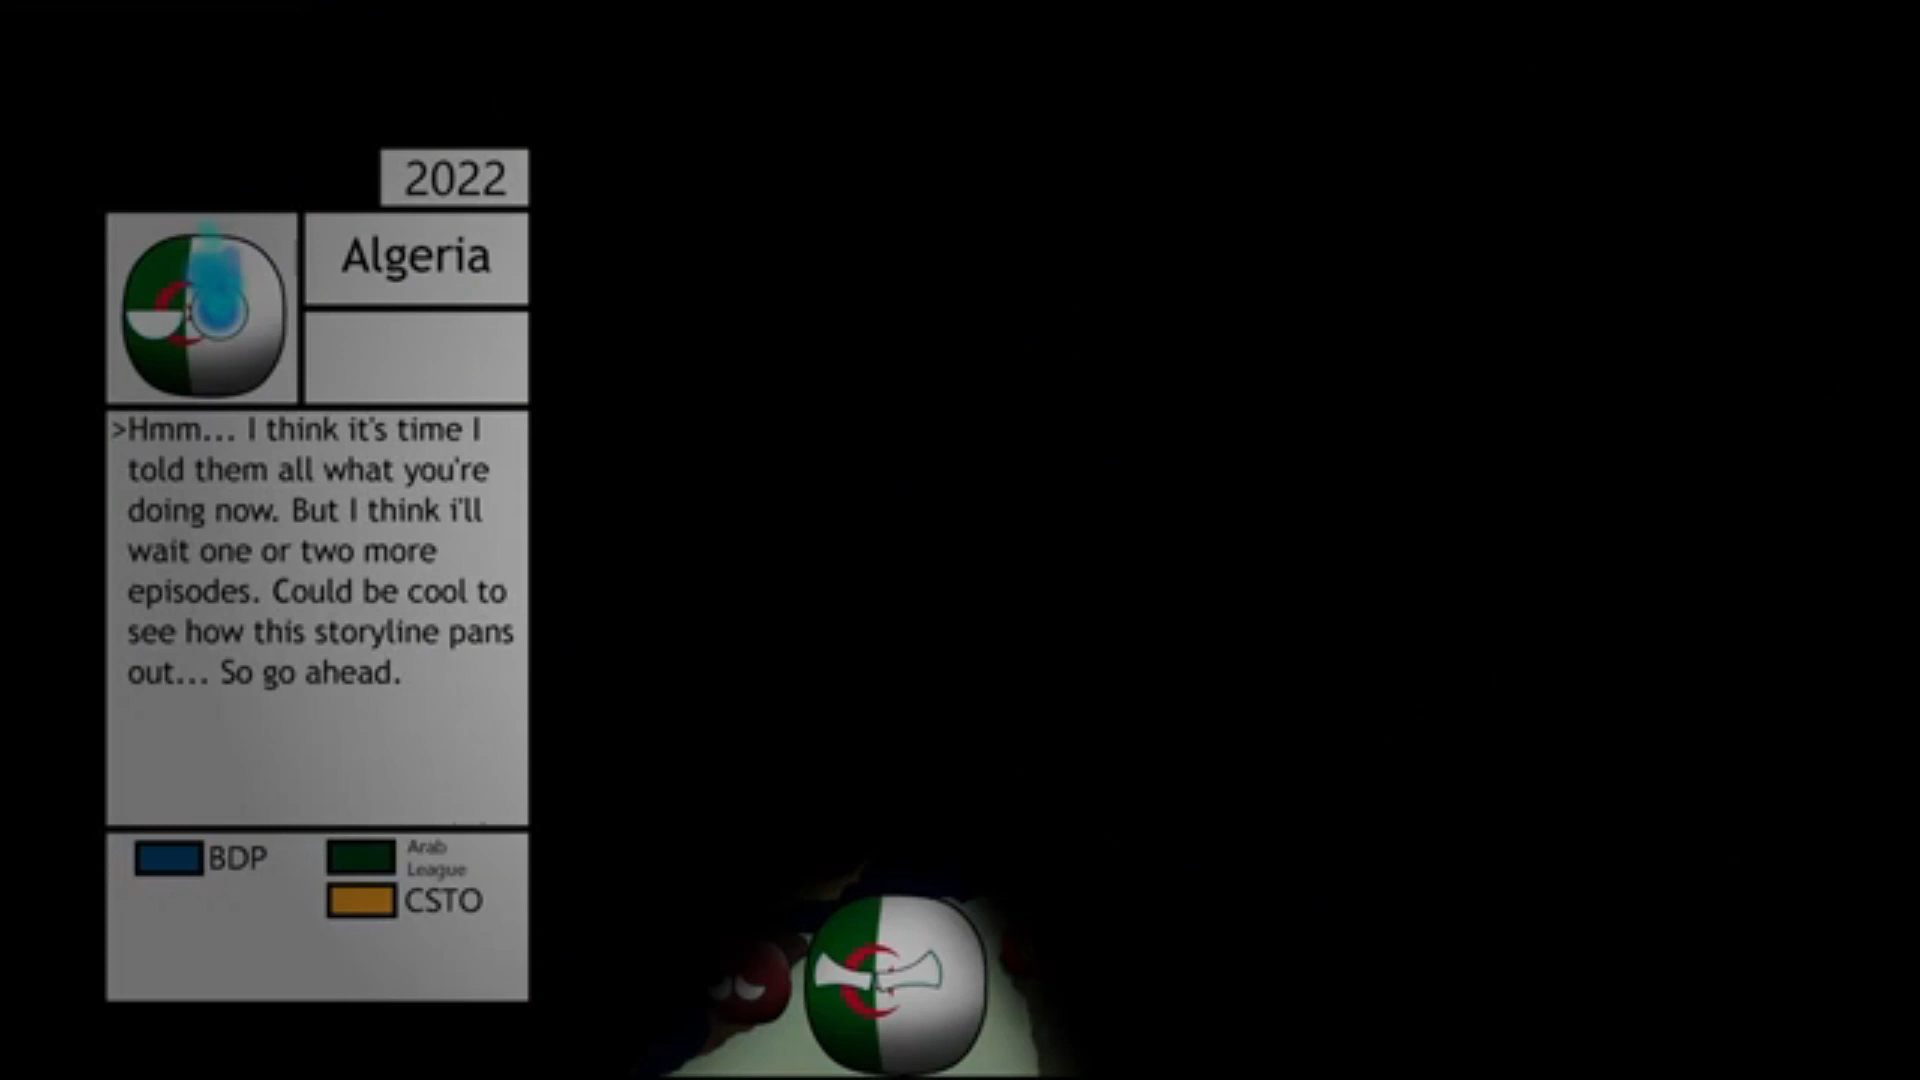 2022
Algeria
>Hmm... I think it's time I
told them all what you're
doing now. But I think i'll
wait one or two more
episodes. Could be cool to
see how this storyline pans
out... So go ahead.
BDP
Arab
League
CSTO